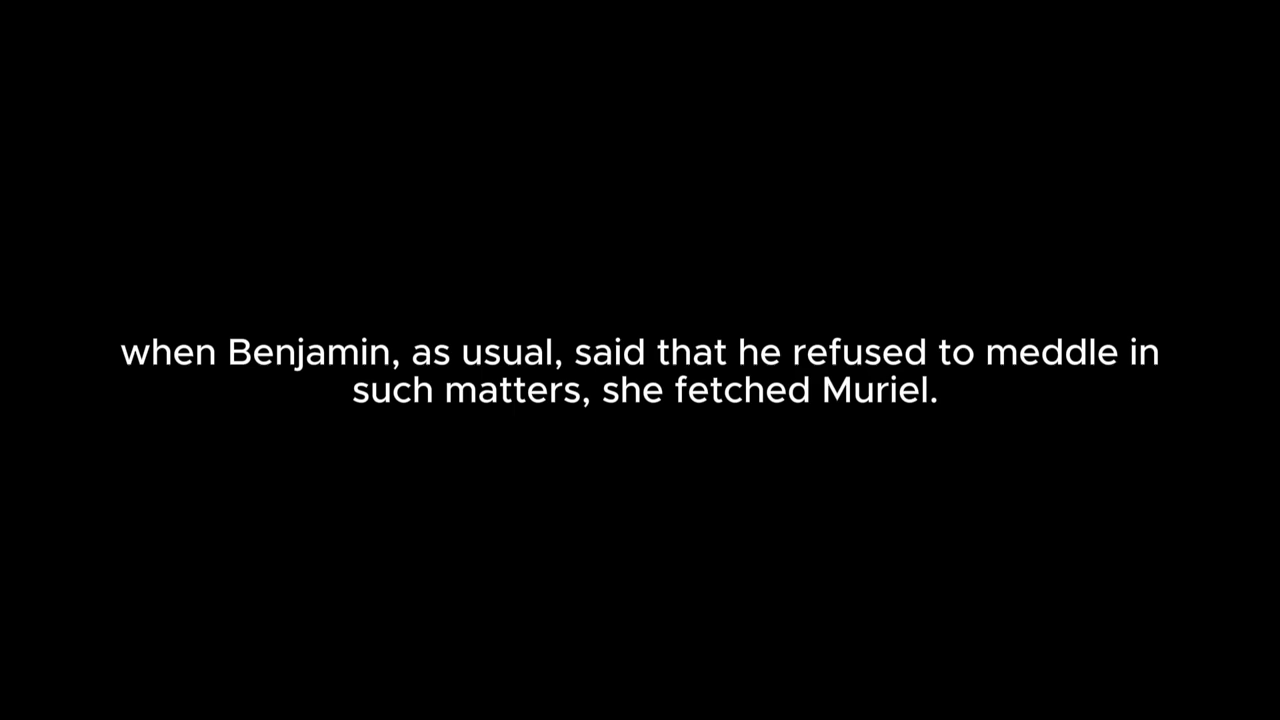 when Benjamin, as usual, said that he refused to meddle in
such matters, she fetched Muriel.